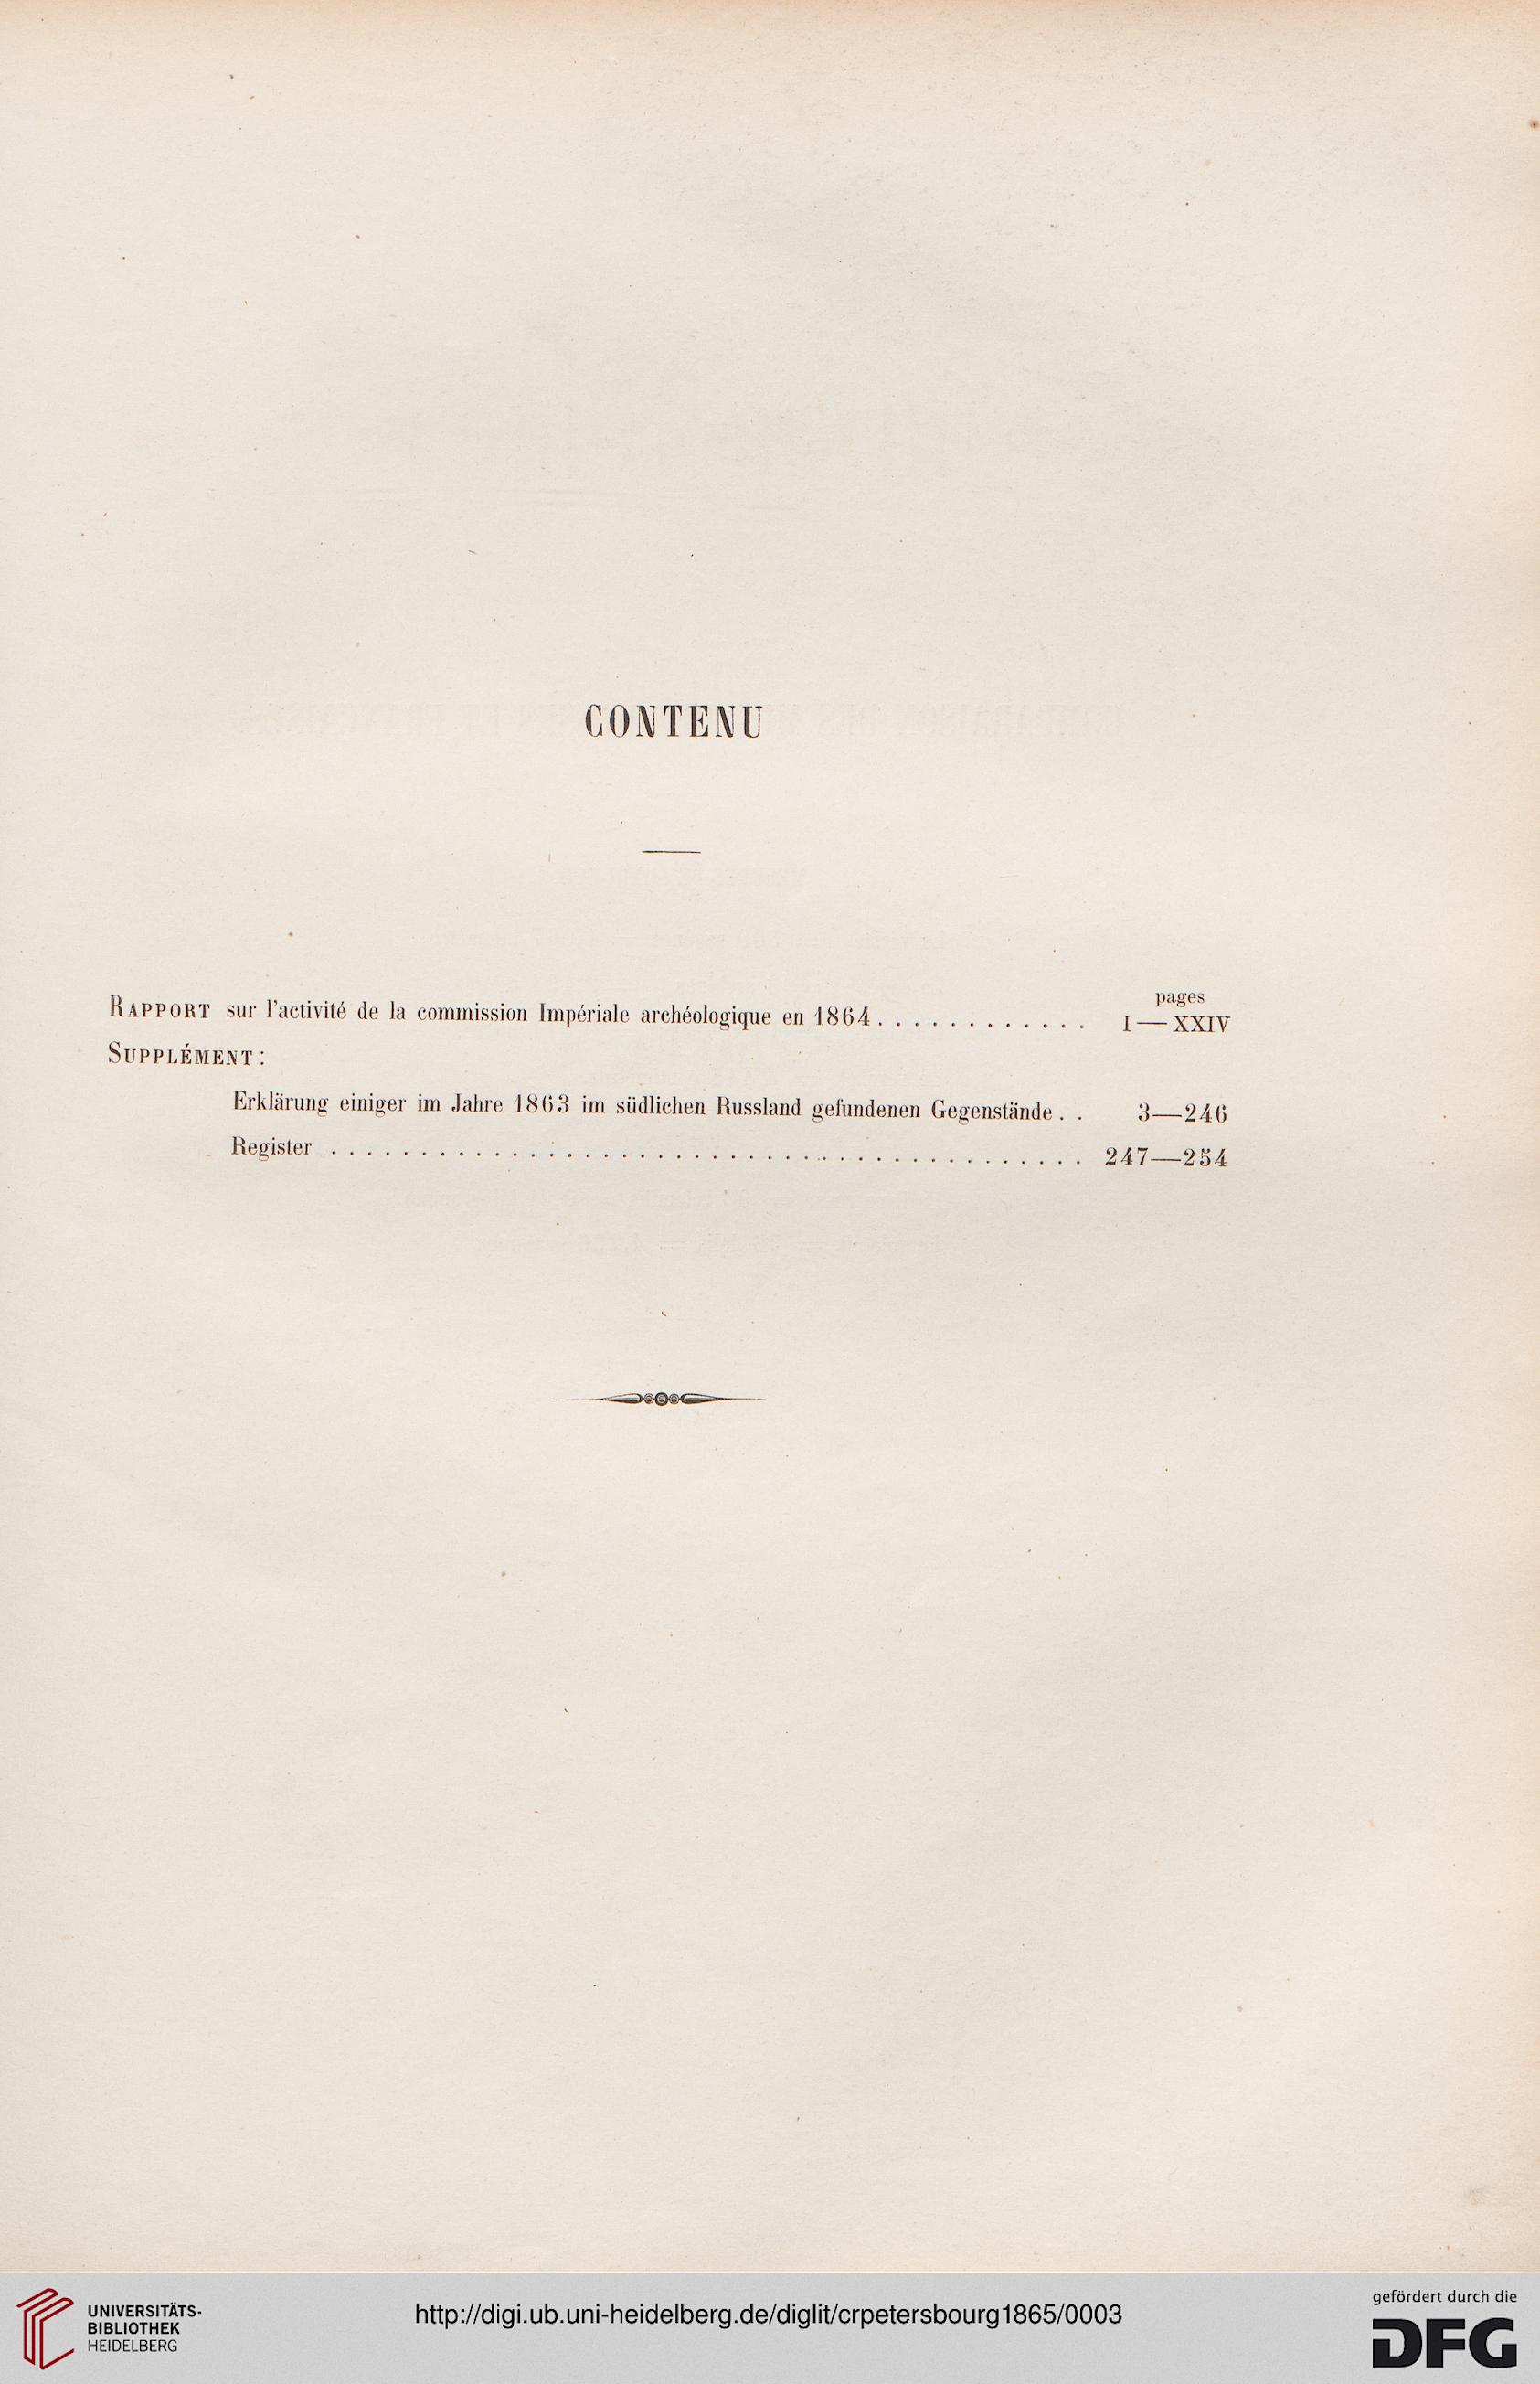 CONTENU
pages
RAPPORT sur l'activité de la commission Impériale archéologique en 1864. . . . . . . . . . . . I — XXIV
SUPPLÉMENT:
Erklärung einiger im Jahre 1863 im südlichen Russland gefundenen Gegenstände. . 3—246
Register . . . . . . . . . . . . . . . . . . . . . . . . . . . . . . . . . . . . . . . . . . 247—254
UNIVERSITÄTS-
BIBLIOTHEK
HEIDELBERG
http://digi.ub.uni-heidelberg.de/diglit/crpetersbourg1865/0003
gefördert durch die
DFG